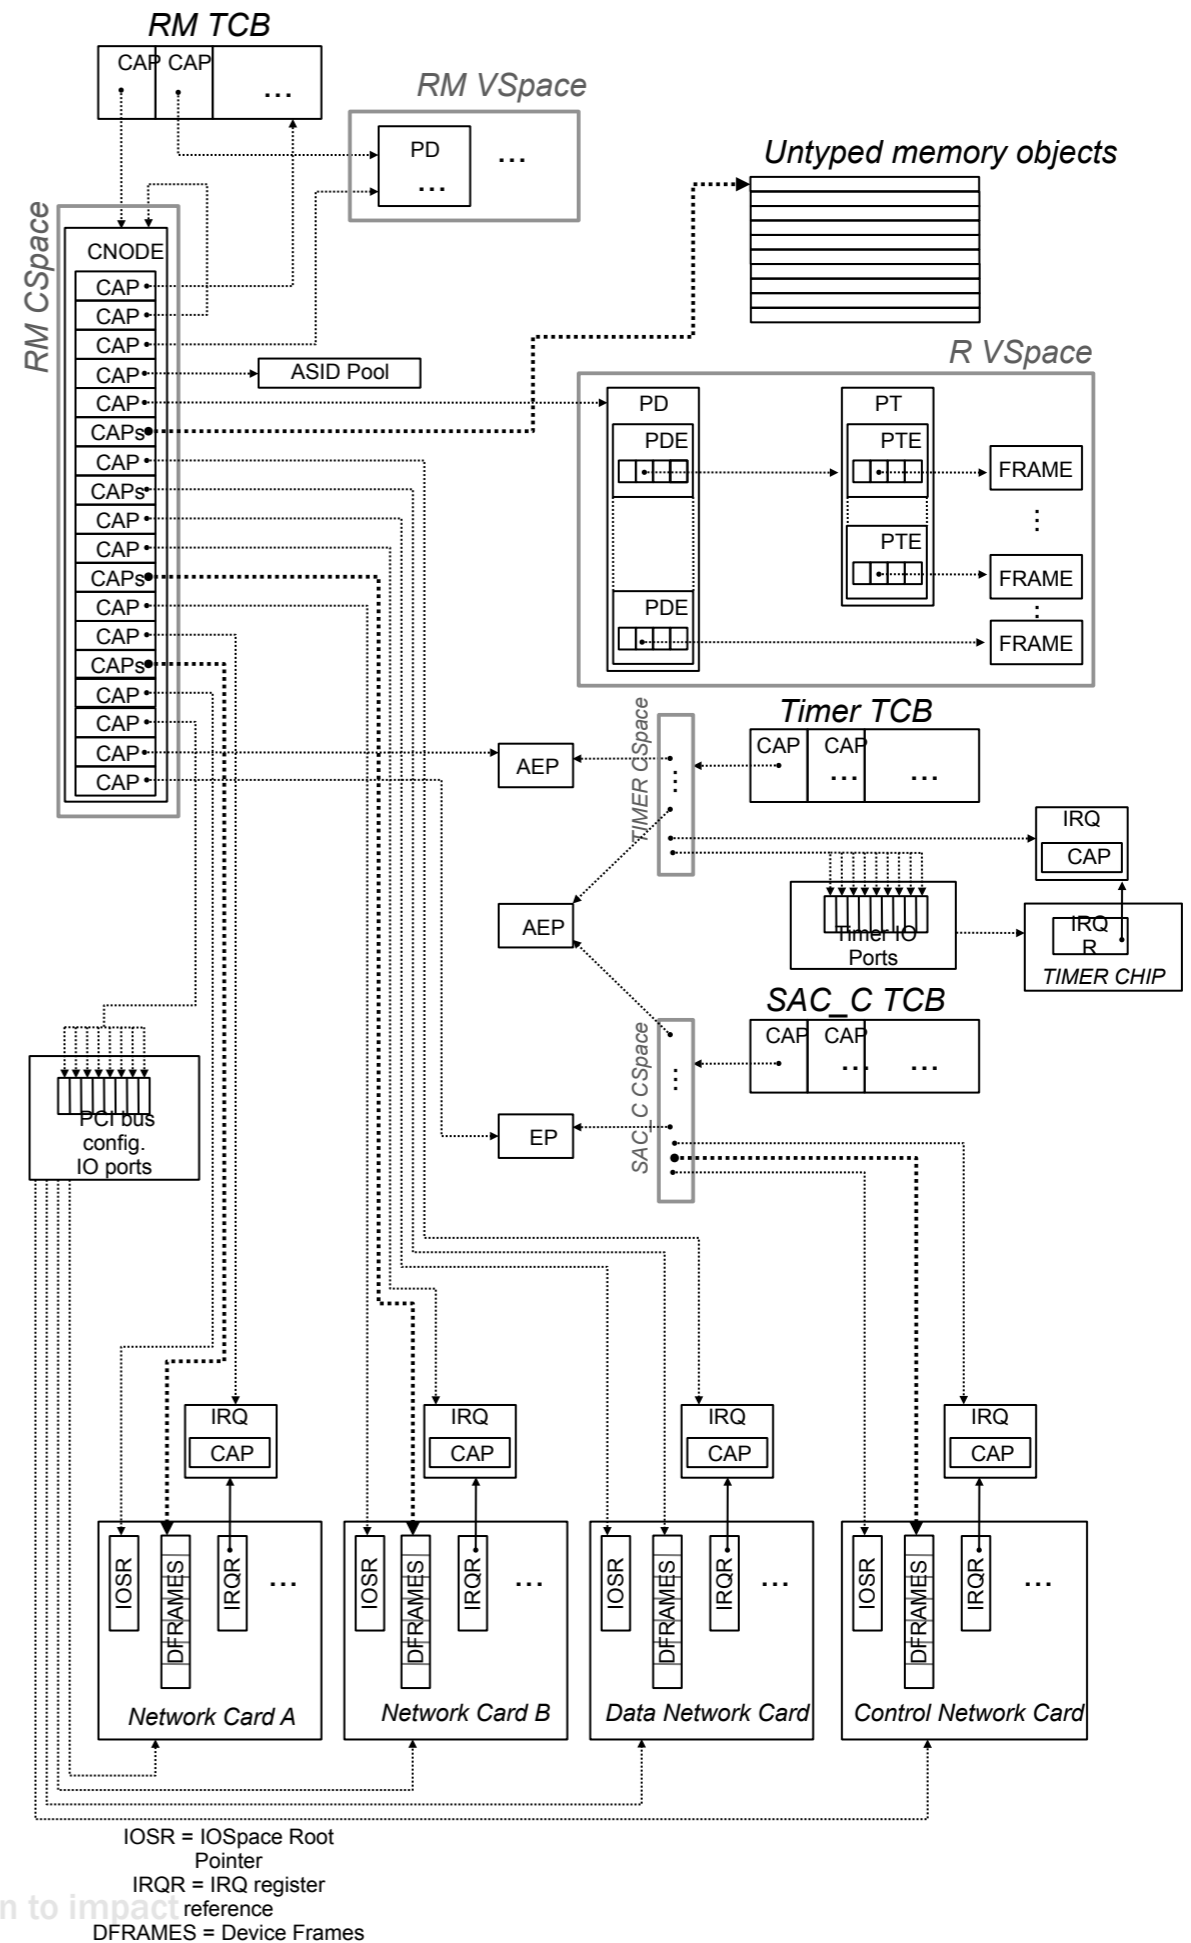 RM TCB
CAP CAP
...
RM VSpace
PD
...
...
Untyped memory objects
RM CSpace
CNODE
CAP
CAP
CAP
CAP
CAP
CAPs
CAP
CAPs
CAP
CAP
CAPs
CAP
CAP
CAPs
CAP
CAP
CAP
CAP
ASID Pool
R VSpace
PD
PT
PDE
PTE
FRAME
PTE
FRAME
PDE
FRAME
TIMER CSpace
Timer TCB
CAP CAP
... ...
AEP
IRQ
CAP
AEP
Timer IO
Ports
IRQ
R
TIMER CHIP
SAC_C TCB
CAP CAP
... ...
SAC_C CSpace
EP
PCI bus
config.
IO ports
IRQ
CAP
IRQ
CAP
IRQ
CAP
IRQ
CAP
IOSR
DFRAMES
IRQR
...
Network Card A
IOSR
DFRAMES
IRQR
...
Network Card B
IOSR
DFRAMES
IRQR
...
Data Network Card
IOSR
DFRAMES
IRQR
...
Control Network Card
IOSR = IOSpace Root
Pointer
IRQR = IRQ register
reference
DFRAMES = Device Frames
n to impact